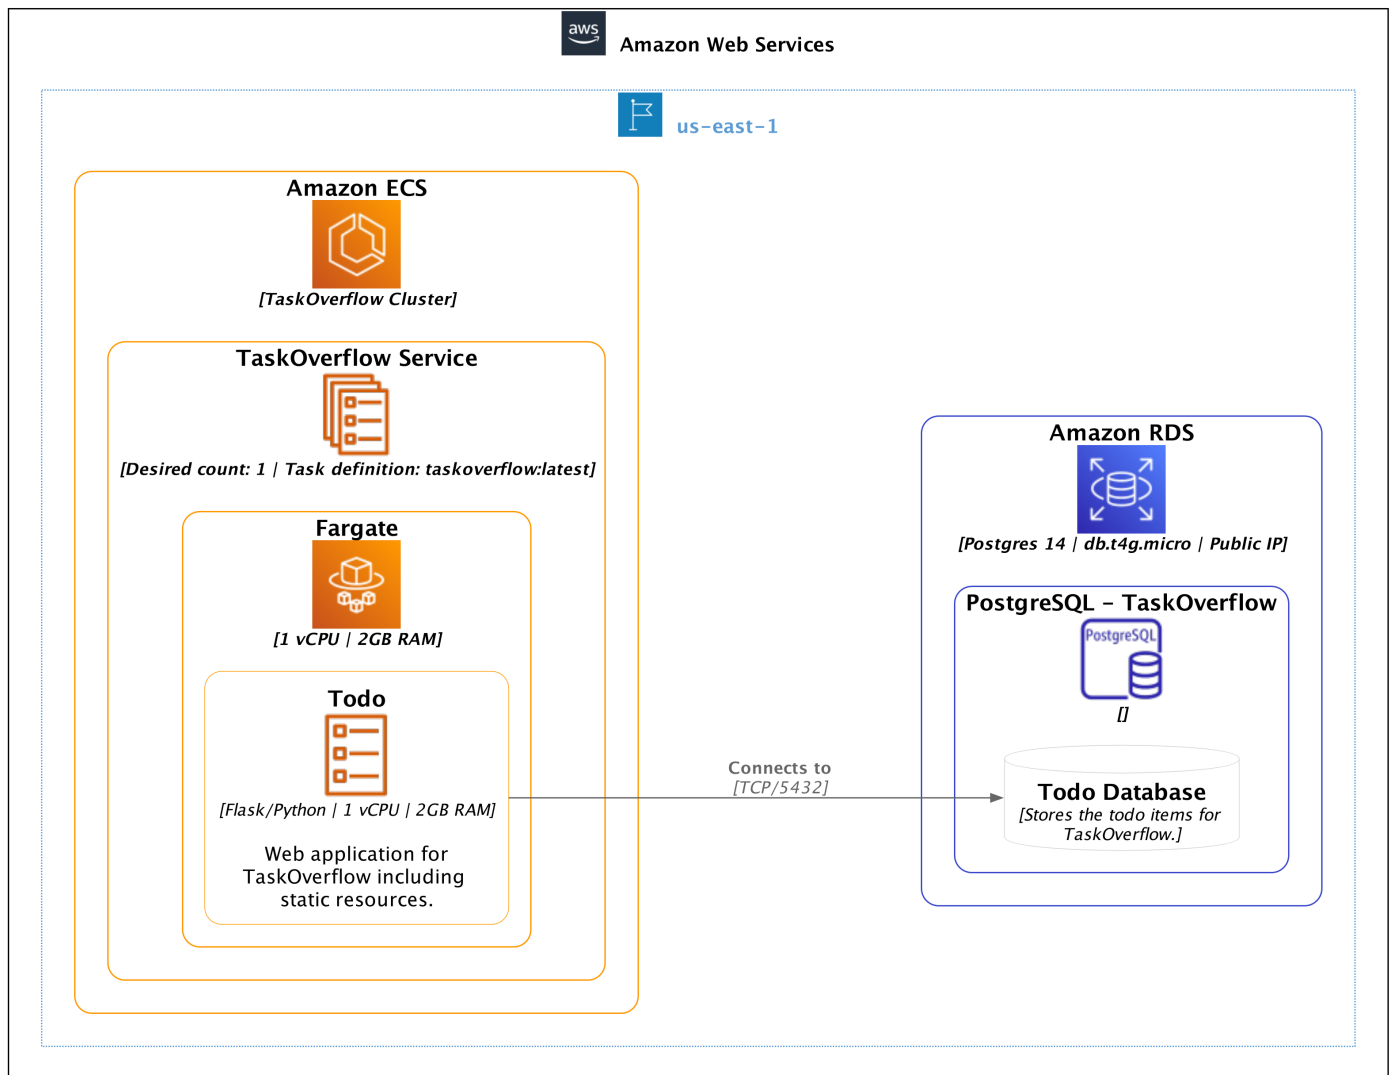 aws
Amazon Web Services
us-east-1
Amazon ECS
[TaskOverflow Cluster]
TaskOverflow Service
[Desired count: 1 | Task definition: taskoverflow:latest]
Fargate
[1 vCPU | 2GB RAM]
Todo
[Flask/Python | 1 vCPU | 2GB RAM]
Web application for
TaskOverflow including
static resources.
Connects to
[TCP/5432]
Amazon RDS
[Postgres 14 | db.t4g.micro | Public IP]
PostgreSQL - TaskOverflow
PostgreSQL
[]
Todo Database
[Stores the todo items for
TaskOverflow.]